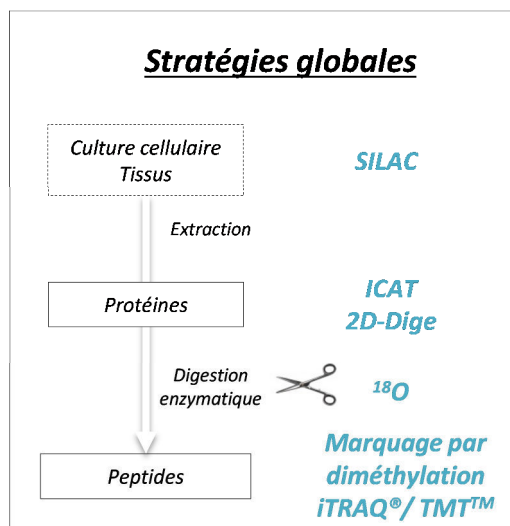 Stratégies globales
Culture cellulaire
Tissus
SILAC
Extraction
Protéines
ICAT
2D-Dige
Digestion
enzymatique
¹⁸O
Peptides
Marquage par
diméthylation
iTRAQ®/ TMT™